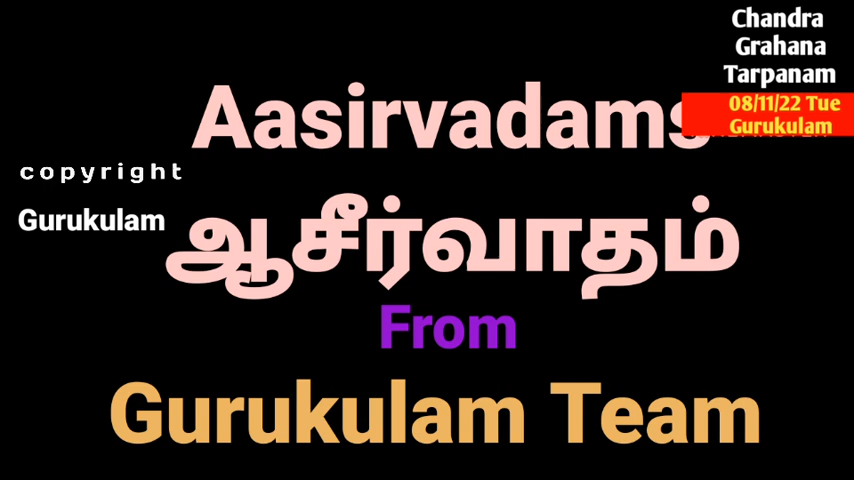 Chandra
Grahana
Tarpanam
08/11/22 Tue
Gurukulam
Aasirvadams
copyright
Gurukulam
ஆசீர்வாதம்
From
Gurukulam Team